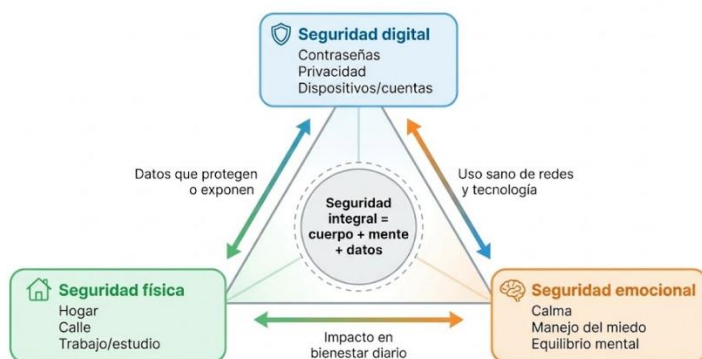 Seguridad digital
Contraseñas
Privacidad
Dispositivos/cuentas
Datos que protegen
o exponen
Uso sano de redes
y tecnología
Seguridad
integral =
cuerpo + mente
+ datos
Seguridad física
Hogar
Calle
Trabajo/estudio
Impacto en
bienestar diario
Seguridad emocional
Calma
Manejo del miedo
Equilibrio mental